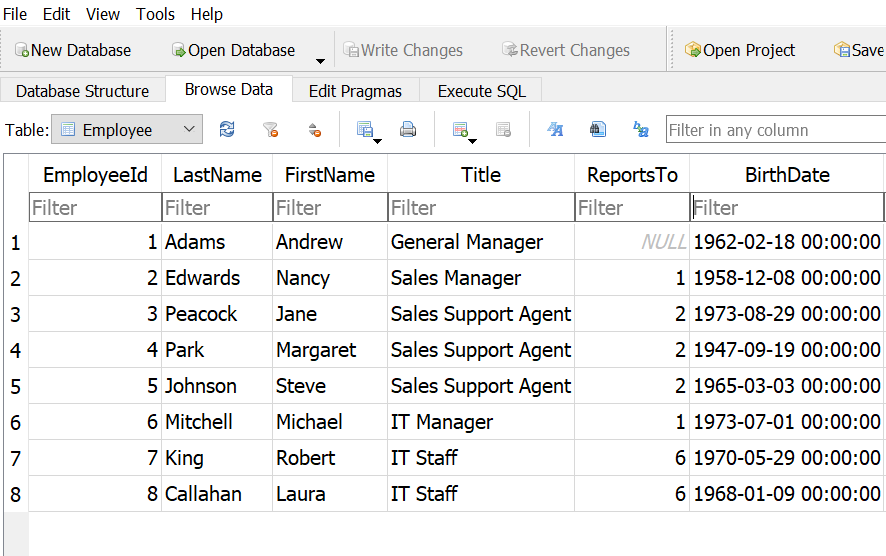 File Edit View Tools Help
New Database Open Database Write Changes Revert Changes Open Project Save
Database Structure Browse Data Edit Pragmas Execute SQL
Table: Employee Filter in any column
EmployeeId LastName FirstName Title ReportsTo BirthDate
Filter Filter Filter Filter Filter Filter
1 1 Adams Andrew General Manager NULL 1962-02-18 00:00:00
2 2 Edwards Nancy Sales Manager 1 1958-12-08 00:00:00
3 3 Peacock Jane Sales Support Agent 2 1973-08-29 00:00:00
4 4 Park Margaret Sales Support Agent 2 1947-09-19 00:00:00
5 5 Johnson Steve Sales Support Agent 2 1965-03-03 00:00:00
6 6 Mitchell Michael IT Manager 1 1973-07-01 00:00:00
7 7 King Robert IT Staff 6 1970-05-29 00:00:00
8 8 Callahan Laura IT Staff 6 1968-01-09 00:00:00